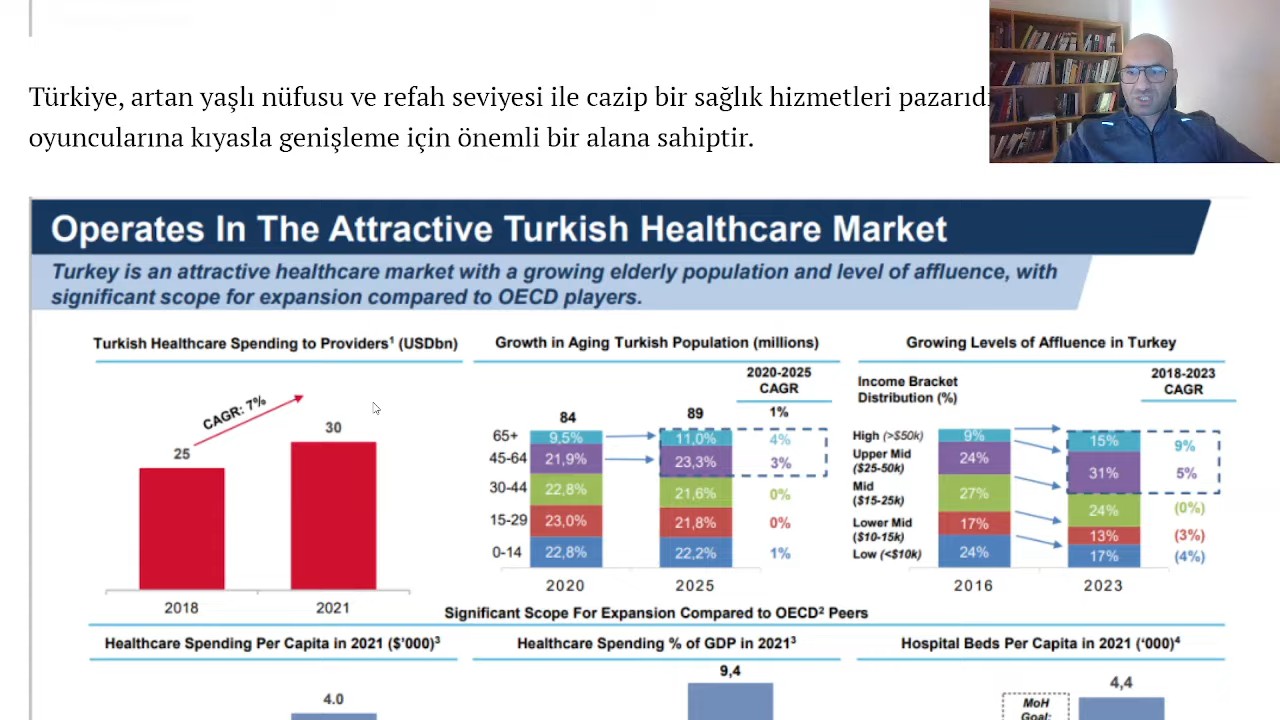 Türkiye, artan yaşlı nüfusu ve refah seviyesi ile cazip bir sağlık hizmetleri
oyuncularına kıyasla genişleme için önemli bir alana sahiptir.
Operates In The Attractive Turkish Healthcare Market
Turkey is an attractive healthcare market with a growing elderly population and level of affluence, with
significant scope for expansion compared to OECD players.
Turkish Healthcare Spending to Providers¹ (USDbn)
CAGR: 7%
25
30
2018
2021
Growth in Aging Turkish Population (millions)
2020-2025
CAGR
84
89
1%
65+
9,5%
11,0%
4%
45-64
21,9%
23,3%
3%
30-44
22,8%
21,6%
0%
15-29
23,0%
21,8%
0%
0-14
22,8%
22,2%
1%
2020
2025
Growing Levels of Affluence in Turkey
Income Bracket
Distribution (%)
2018-2023
CAGR
High (>$50k)
9%
15%
9%
Upper Mid
($25-50k)
24%
31%
5%
Mid
($15-25k)
27%
24%
(0%)
Lower Mid
($10-15k)
17%
13%
(3%)
Low (<$10k)
24%
17%
(4%)
2016
2023
Significant Scope For Expansion Compared to OECD² Peers
Healthcare Spending Per Capita in 2021 ($'000)³
4.0
Healthcare Spending % of GDP in 2021³
9,4
Hospital Beds Per Capita in 2021 ('000)⁴
4,4
MoH
Goal: